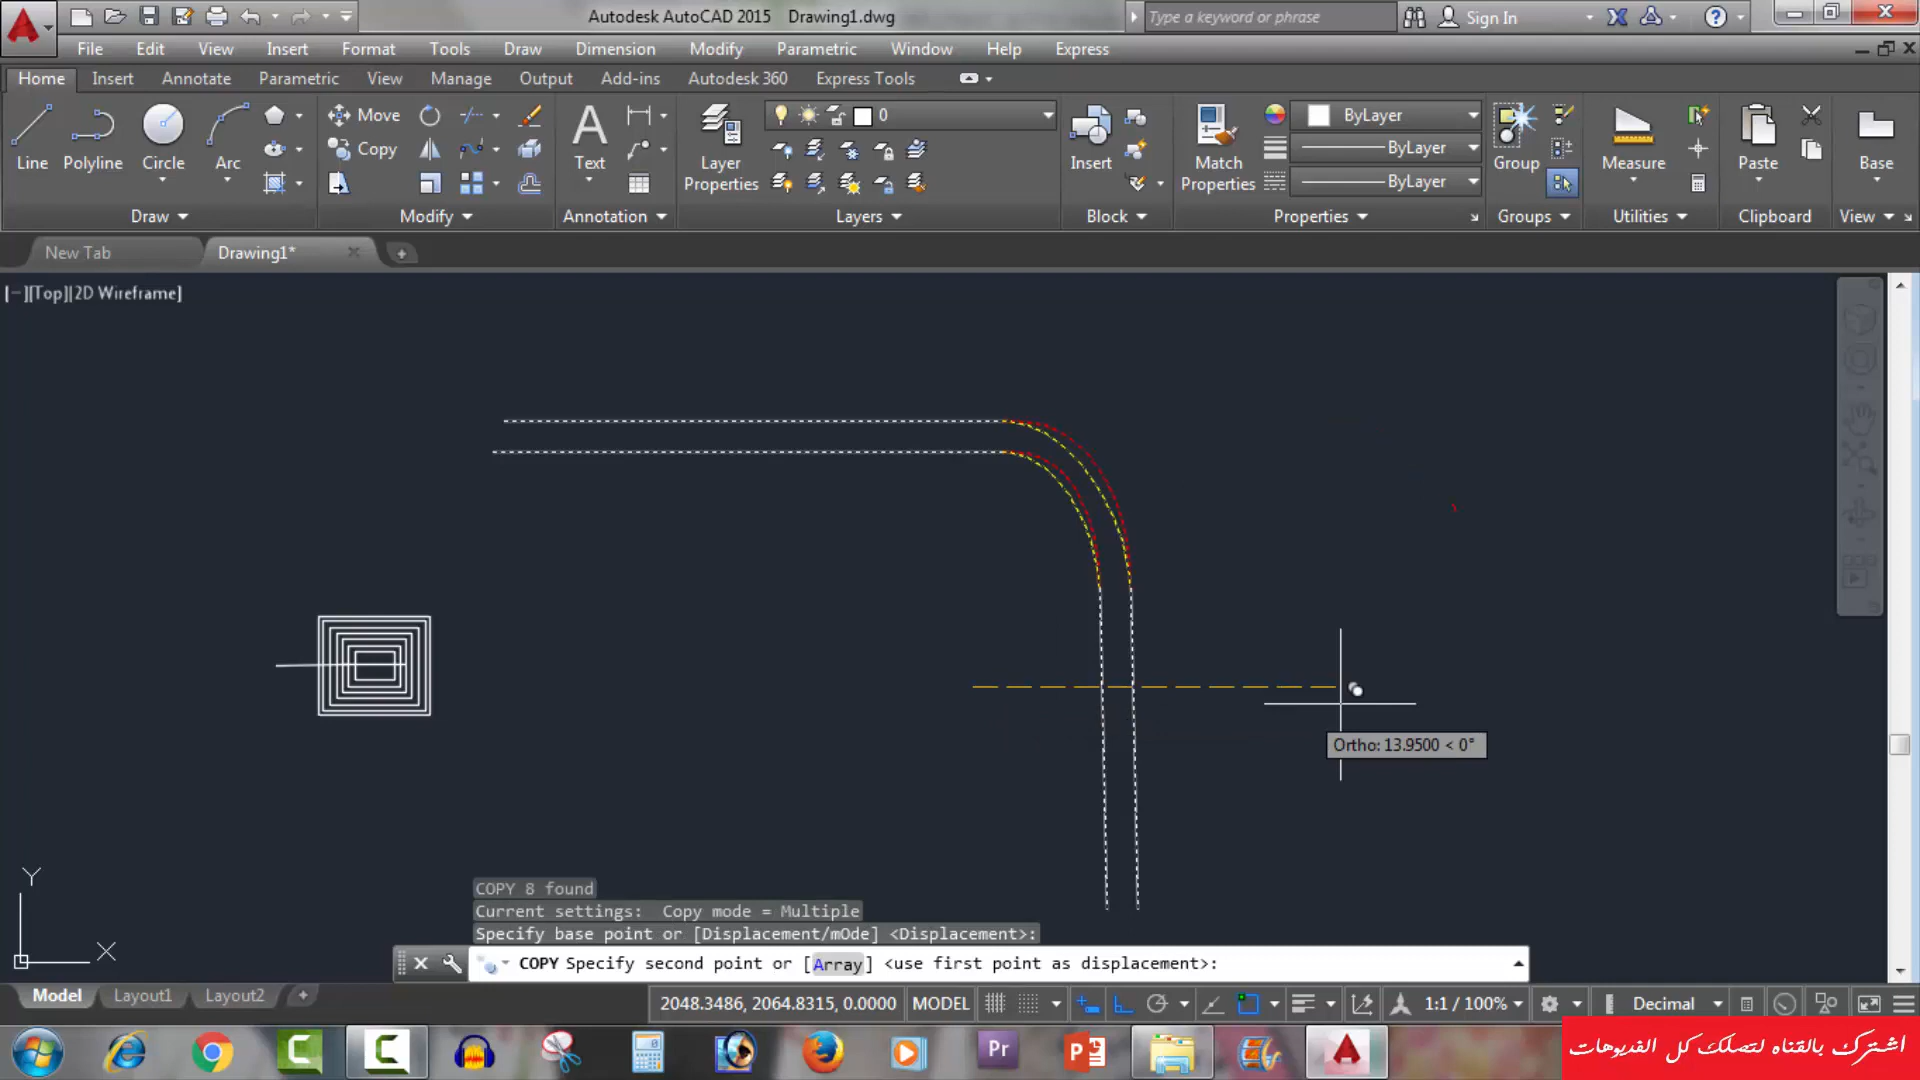 Autodesk AutoCAD 2015 Drawing1.dwg
Type a keyword or phrase
Sign In
File Edit View Insert Format Tools Draw Dimension Modify Parametric Window Help Express
Home Insert Annotate Parametric View Manage Output Add-ins Autodesk 360 Express Tools
Line Polyline Circle Arc
Move
Copy
Text
Layer Properties
0
Insert
Match Properties
ByLayer
ByLayer
ByLayer
Group
Measure
Paste
Base
Draw Modify Annotation Layers Block Properties Groups Utilities Clipboard View
New Tab Drawing1*
[−][Top][2D Wireframe]
Ortho: 13.9500 < 0°
Y
X
COPY 8 found
Current settings: Copy mode = Multiple
Specify base point or [Displacement/mOde] <Displacement>:
COPY Specify second point or [Array] <use first point as displacement>:
Model Layout1 Layout2
2048.3486, 2064.8315, 0.0000 MODEL 1:1 / 100% Decimal
Pr
اشترك بالقناه لتصلك كل الفديوهات